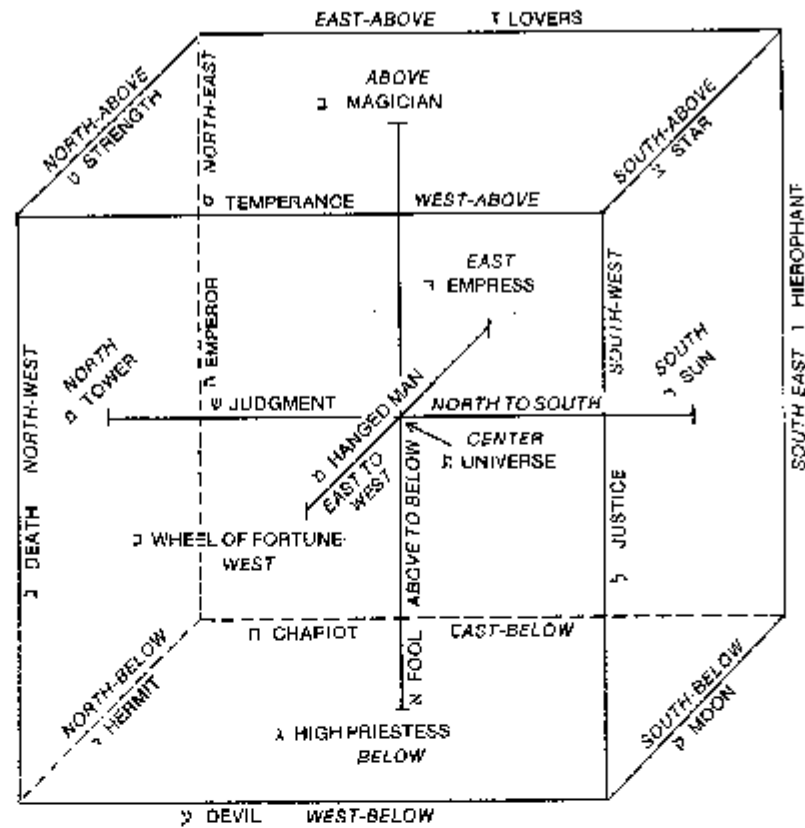 EAST-ABOVE ז LOVERS
NORTH-ABOVE
ט STRENGTH
NORTH-EAST
ABOVE
ב MAGICIAN
SOUTH-ABOVE
STAR
TEMPERANCE WEST-ABOVE
EAST
ד EMPRESS
SOUTH-WEST
SOUTH EAST ו HIEROPHANT
NORTH-WEST
DEATH
EMPEROR
NORTH
TOWER
JUDGMENT
HANGED MAN
EAST TO
WEST
NORTH TO SOUTH
SOUTH
SUN
CENTER
UNIVERSE
ABOVE TO BELOW
FOOL
JUSTICE
WHEEL OF FORTUNE
WEST
CHARIOT EAST-BELOW
NORTH-BELOW
HERMIT
HIGH PRIESTESS
BELOW
SOUTH-BELOW
MOON
DEVIL WEST-BELOW